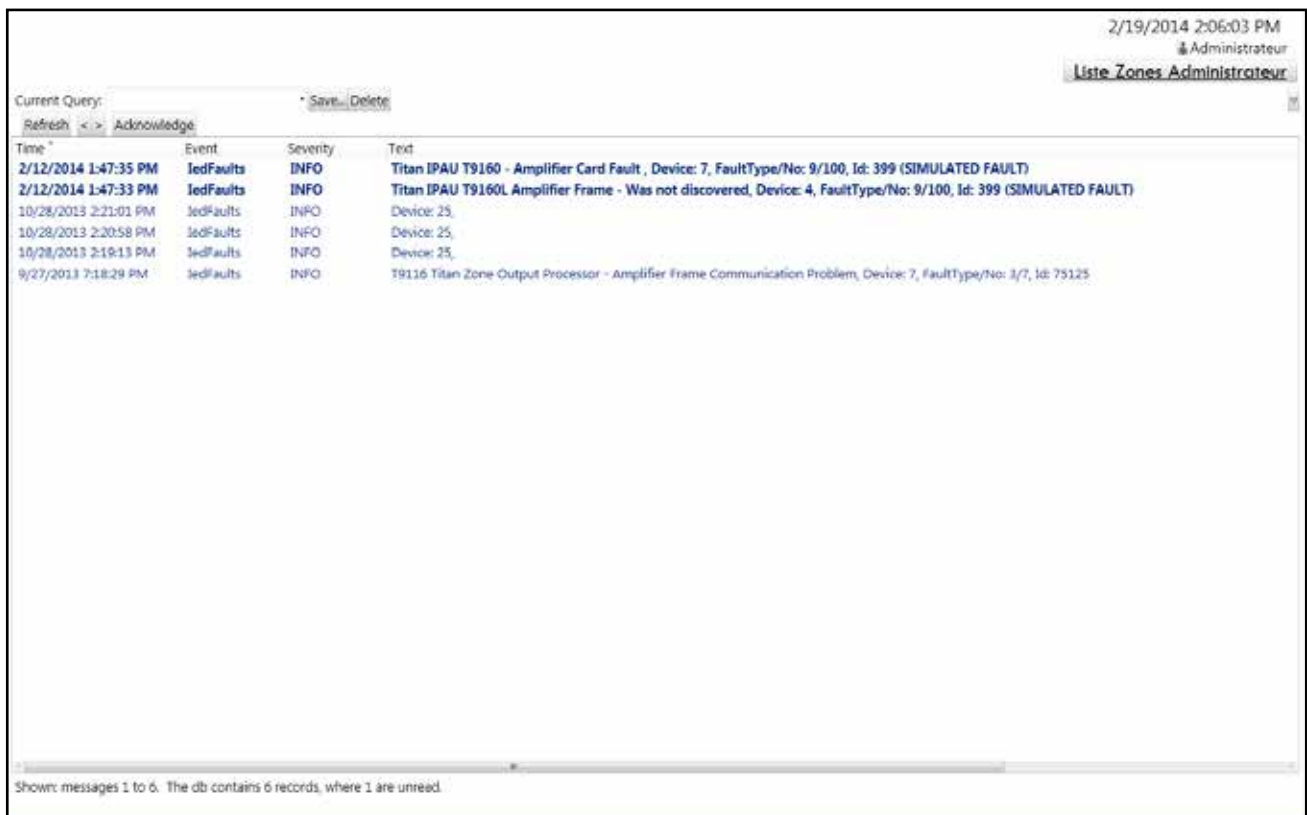 2/19/2014 2:06:03 PM
Administrateur
Liste Zones Administrateur
Current Query:
Save... Delete
Refresh < > Acknowledge
Time Event Severity Text
2/12/2014 1:47:35 PM IedFaults INFO Titan IPAU T9160 - Amplifier Card Fault , Device: 7, FaultType/No: 9/100, Id: 399 (SIMULATED FAULT)
2/12/2014 1:47:33 PM IedFaults INFO Titan IPAU T9160L Amplifier Frame - Was not discovered, Device: 4, FaultType/No: 9/100, Id: 399 (SIMULATED FAULT)
10/28/2013 2:21:01 PM IedFaults INFO Device: 25,
10/28/2013 2:20:58 PM IedFaults INFO Device: 25,
10/28/2013 2:19:13 PM IedFaults INFO Device: 25,
9/27/2013 7:18:29 PM IedFaults INFO T9116 Titan Zone Output Processor - Amplifier Frame Communication Problem, Device: 7, FaultType/No: 3/7, Id: 75125
Shown: messages 1 to 6. The db contains 6 records, where 1 are unread.